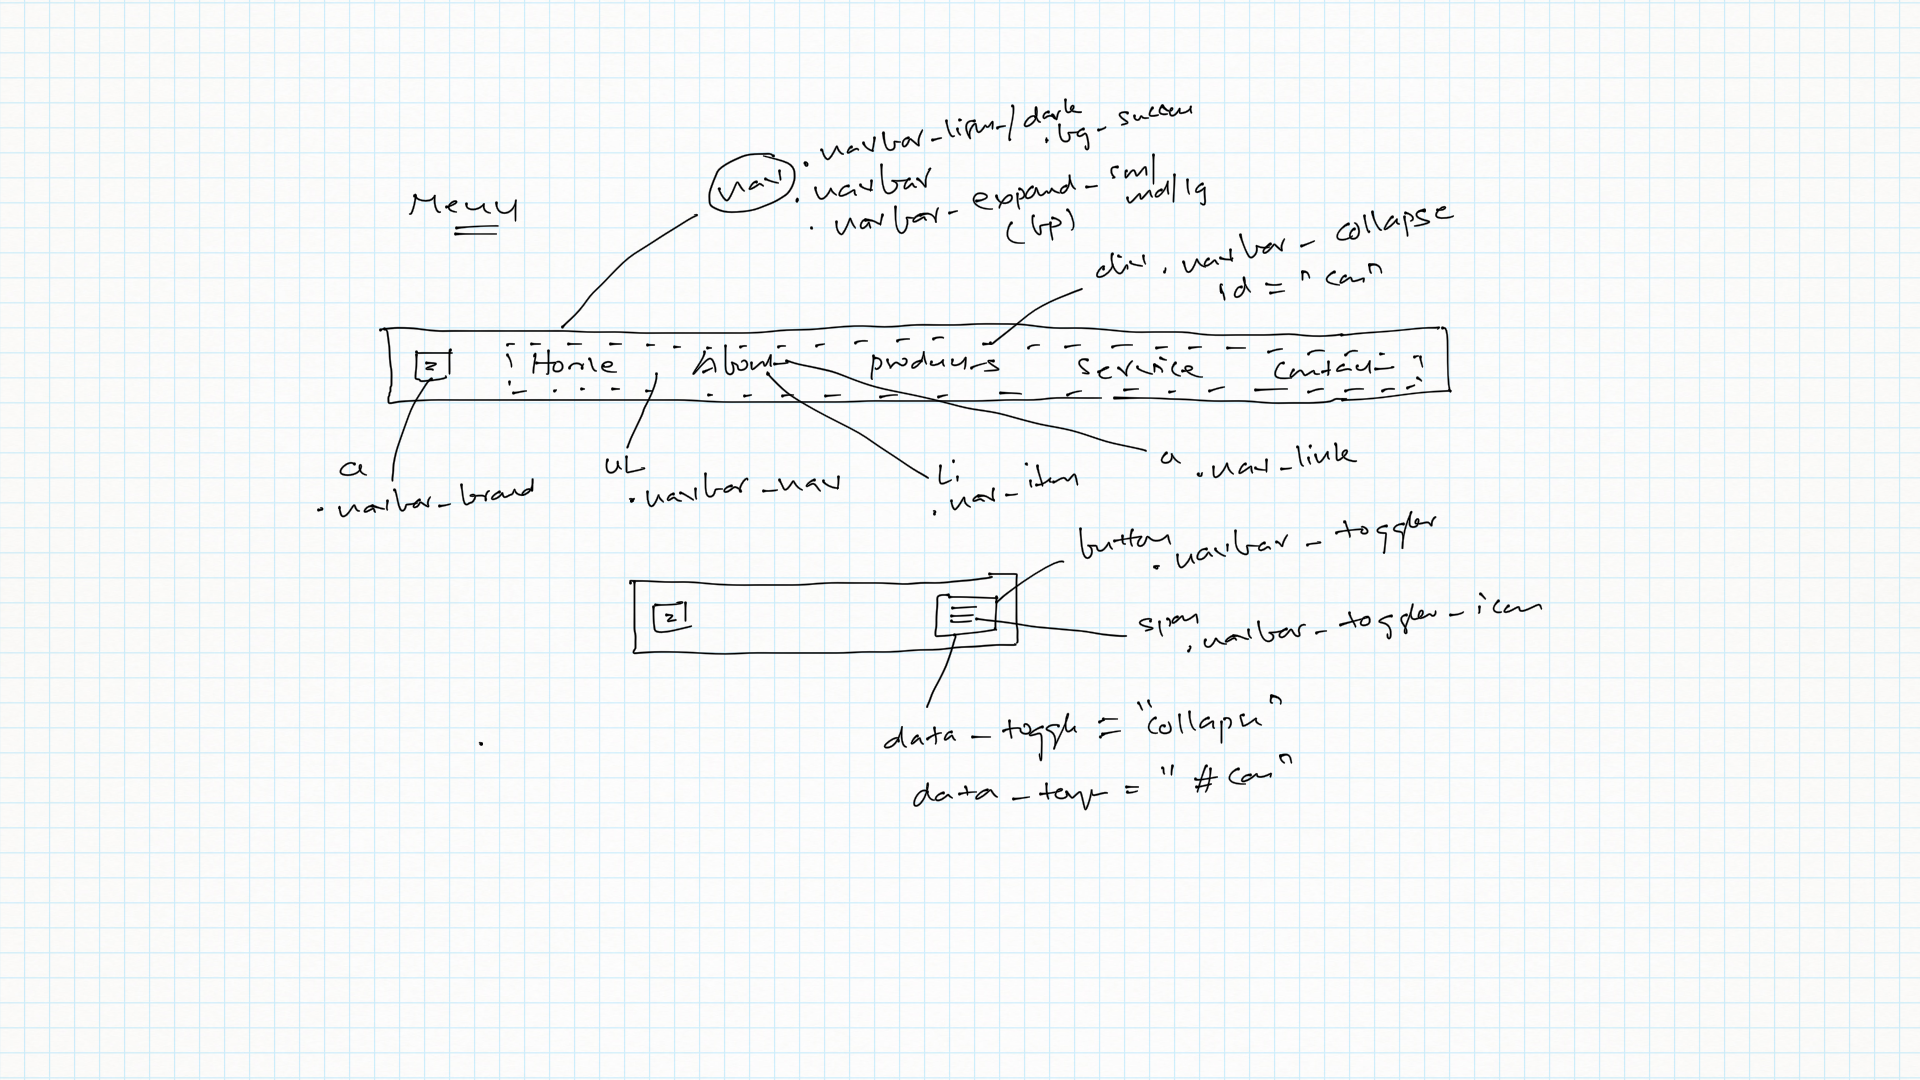 Menu
.navbar-light/dark
.bg-success
nav
.navbar
.navbar-expand-sm/
md/lg
(bp)
div.navbar-collapse
id="can"
z Home About products Service Contact
a
.navbar-brand
UL
.navbar-nav
Li
.nav-item
a
.nav-link
button
.navbar-toggler
z
span
.navbar-toggler-icon
data-toggle="collapse"
data-target="#can"